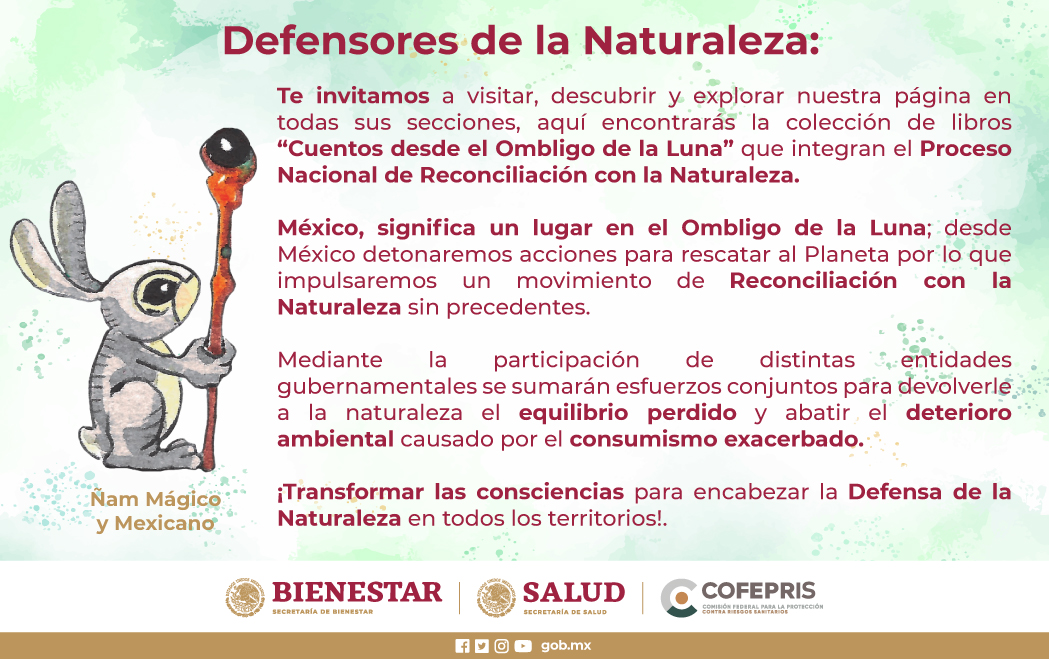 Defensores de la Naturaleza:
Te invitamos a visitar, descubrir y explorar nuestra página en
todas sus secciones, aquí encontrarás la colección de libros
“Cuentos desde el Ombligo de la Luna” que integran el Proceso
Nacional de Reconciliación con la Naturaleza.
México, significa un lugar en el Ombligo de la Luna; desde
México detonaremos acciones para rescatar al Planeta por lo que
impulsaremos un movimiento de Reconciliación con la
Naturaleza sin precedentes.
Mediante la participación de distintas entidades
gubernamentales se sumarán esfuerzos conjuntos para devolverle
a la naturaleza el equilibrio perdido y abatir el deterioro
ambiental causado por el consumismo exacerbado.
¡Transformar las consciencias para encabezar la Defensa de la
Naturaleza en todos los territorios!.
Ñam Mágico
y Mexicano
BIENESTAR
SECRETARÍA DE BIENESTAR
SALUD
SECRETARÍA DE SALUD
COFEPRIS
COMISIÓN FEDERAL PARA LA PROTECCIÓN
CONTRA RIESGOS SANITARIOS
gob.mx